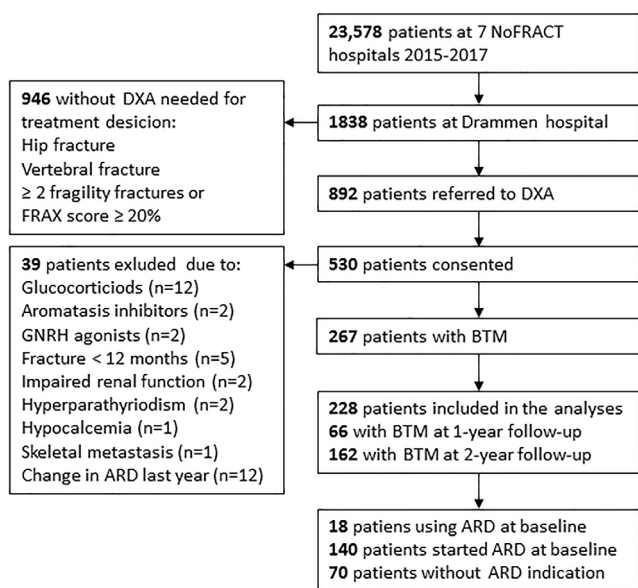 23,578 patients at 7 NoFRACT
hospitals 2015-2017
946 without DXA needed for
treatment desicion:
Hip fracture
Vertebral fracture
≥ 2 fragility fractures or
FRAX score ≥ 20%
1838 patients at Drammen hospital
892 patients referred to DXA
39 patients exluded due to:
Glucocorticiods (n=12)
Aromatasis inhibitors (n=2)
GNRH agonists (n=2)
Fracture < 12 months (n=5)
Impaired renal function (n=2)
Hyperparathyriodism (n=2)
Hypocalcemia (n=1)
Skeletal metastasis (n=1)
Change in ARD last year (n=12)
530 patients consented
267 patients with BTM
228 patients included in the analyses
66 with BTM at 1-year follow-up
162 with BTM at 2-year follow-up
18 patiens using ARD at baseline
140 patients started ARD at baseline
70 patients without ARD indication